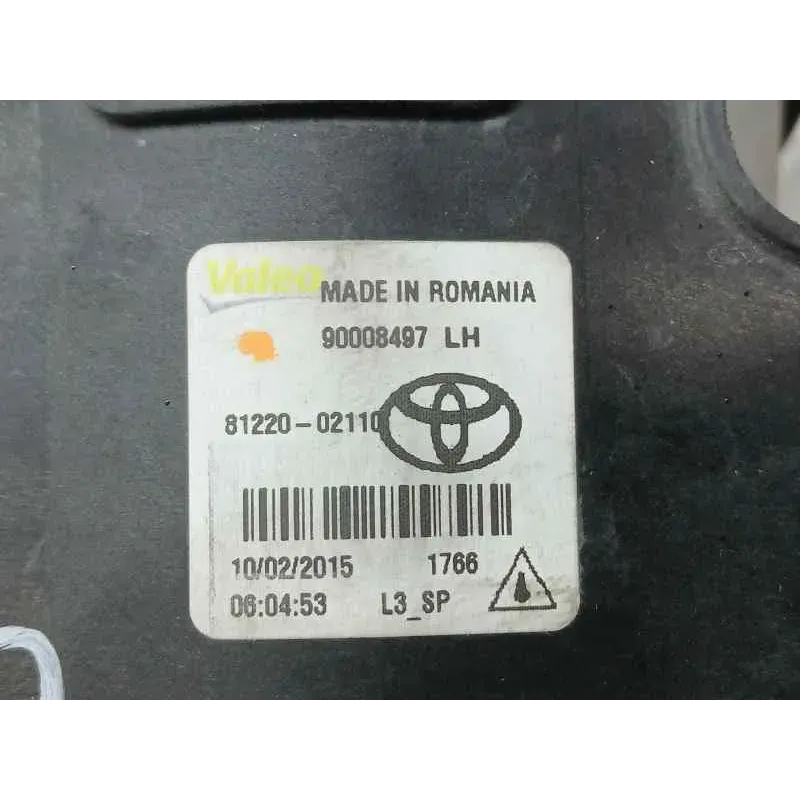 Valeo MADE IN ROMANIA
90008497 LH
81220-02110
10/02/2015 1766
06:04:53 L3_SP